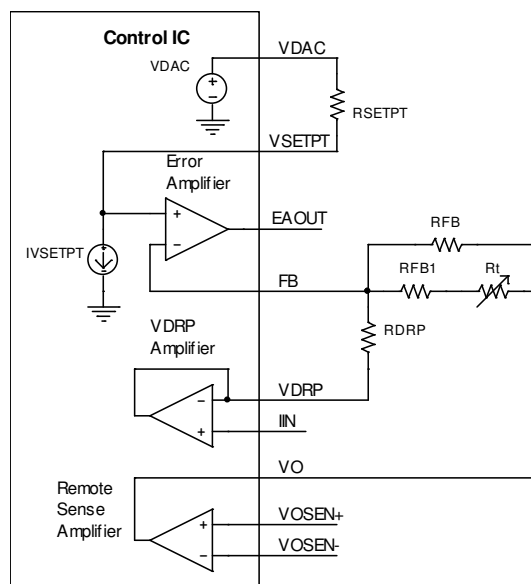 Control IC
VDAC
VDAC
+
−
RSETPT
VSETPT
Error
Amplifier
+
−
EAOUT
IVSETPT
RFB
FB
RFB1
Rt
VDRP
Amplifier
RDRP
VDRP
−
+
IIN
VO
Remote
Sense
Amplifier
+
−
VOSEN+
VOSEN-